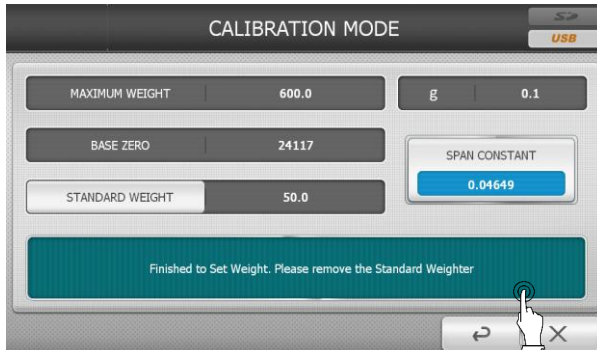 CALIBRATION MODE
SD
USB
MAXIMUM WEIGHT 600.0
g 0.1
BASE ZERO 24117
SPAN CONSTANT
0.04649
STANDARD WEIGHT 50.0
Finished to Set Weight. Please remove the Standard Weighter